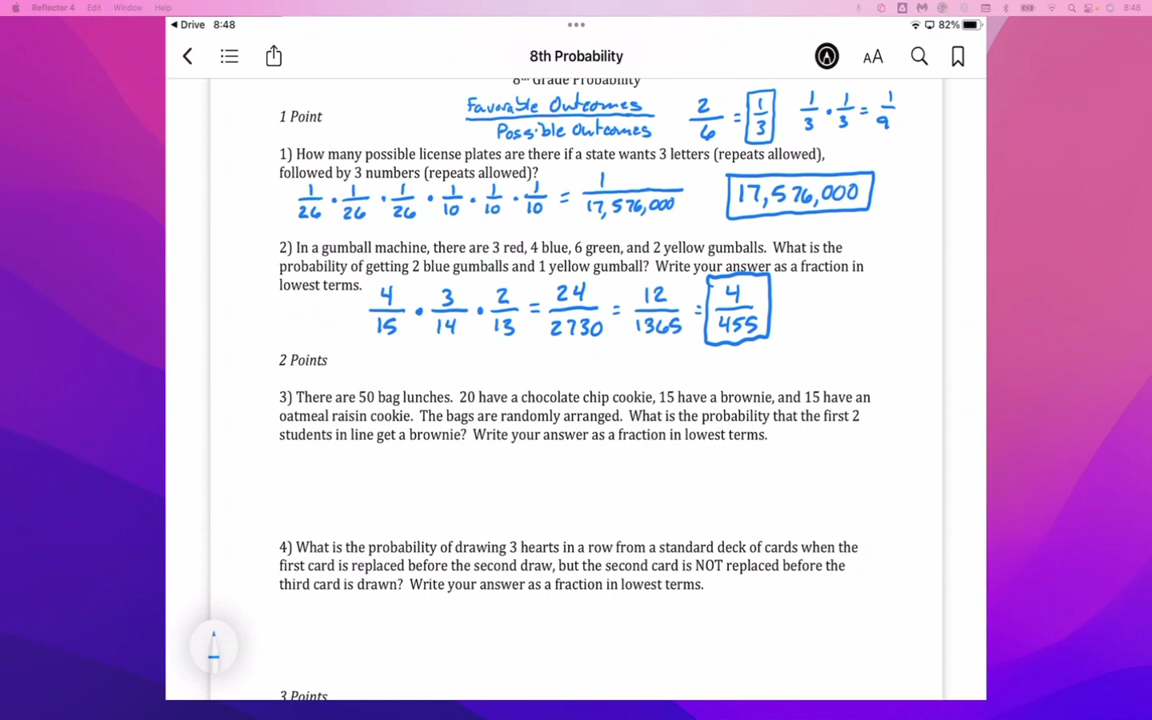 Reflector 4 Edit Window Help 8:48
Drive 8:48 82%
8th Probability AA
8th Grade Probability
1 Point
Favorable Outcomes
Possible Outcomes
2/6 = 1/3
1/3 · 1/3 = 1/9
1) How many possible license plates are there if a state wants 3 letters (repeats allowed),
followed by 3 numbers (repeats allowed)?
1/26 · 1/26 · 1/26 · 1/10 · 1/10 · 1/10 = 1/17,576,000
17,576,000
2) In a gumball machine, there are 3 red, 4 blue, 6 green, and 2 yellow gumballs. What is the
probability of getting 2 blue gumballs and 1 yellow gumball? Write your answer as a fraction in
lowest terms.
4/15 · 3/14 · 2/13 = 24/2730 = 12/1365 = 4/455
2 Points
3) There are 50 bag lunches. 20 have a chocolate chip cookie, 15 have a brownie, and 15 have an
oatmeal raisin cookie. The bags are randomly arranged. What is the probability that the first 2
students in line get a brownie? Write your answer as a fraction in lowest terms.
4) What is the probability of drawing 3 hearts in a row from a standard deck of cards when the
first card is replaced before the second draw, but the second card is NOT replaced before the
third card is drawn? Write your answer as a fraction in lowest terms.
3 Points